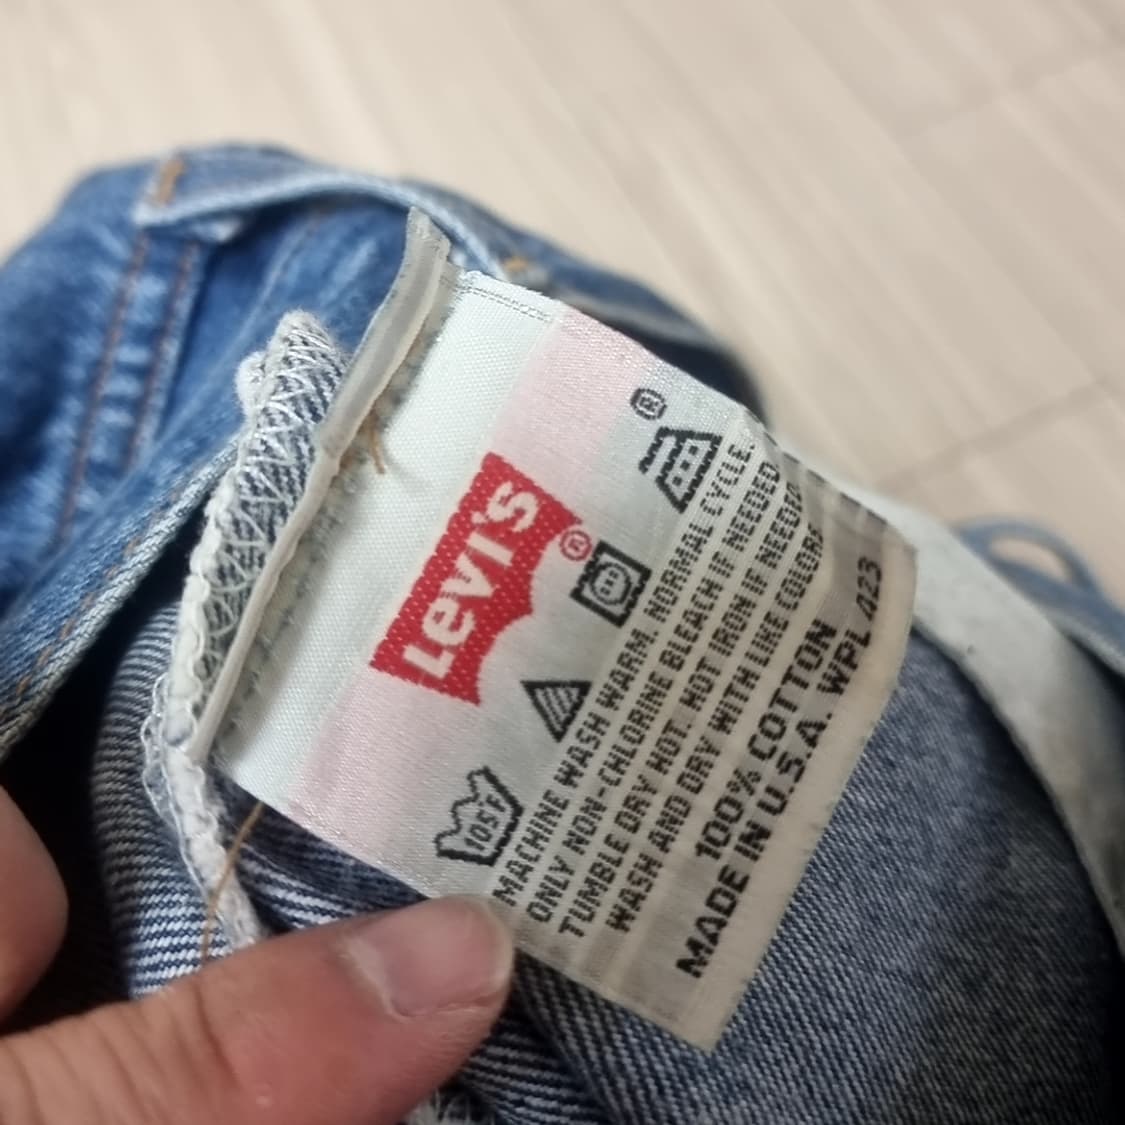 Levi's®
®
105F
MACHINE WASH WARM. NORMAL CYCLE.
ONLY NON-CHLORINE BLEACH IF NEEDED.
TUMBLE DRY HOT. HOT IRON IF NEEDED.
WASH AND DRY WITH LIKE COLORS.
100% COTTON
MADE IN U.S.A. WPL 423